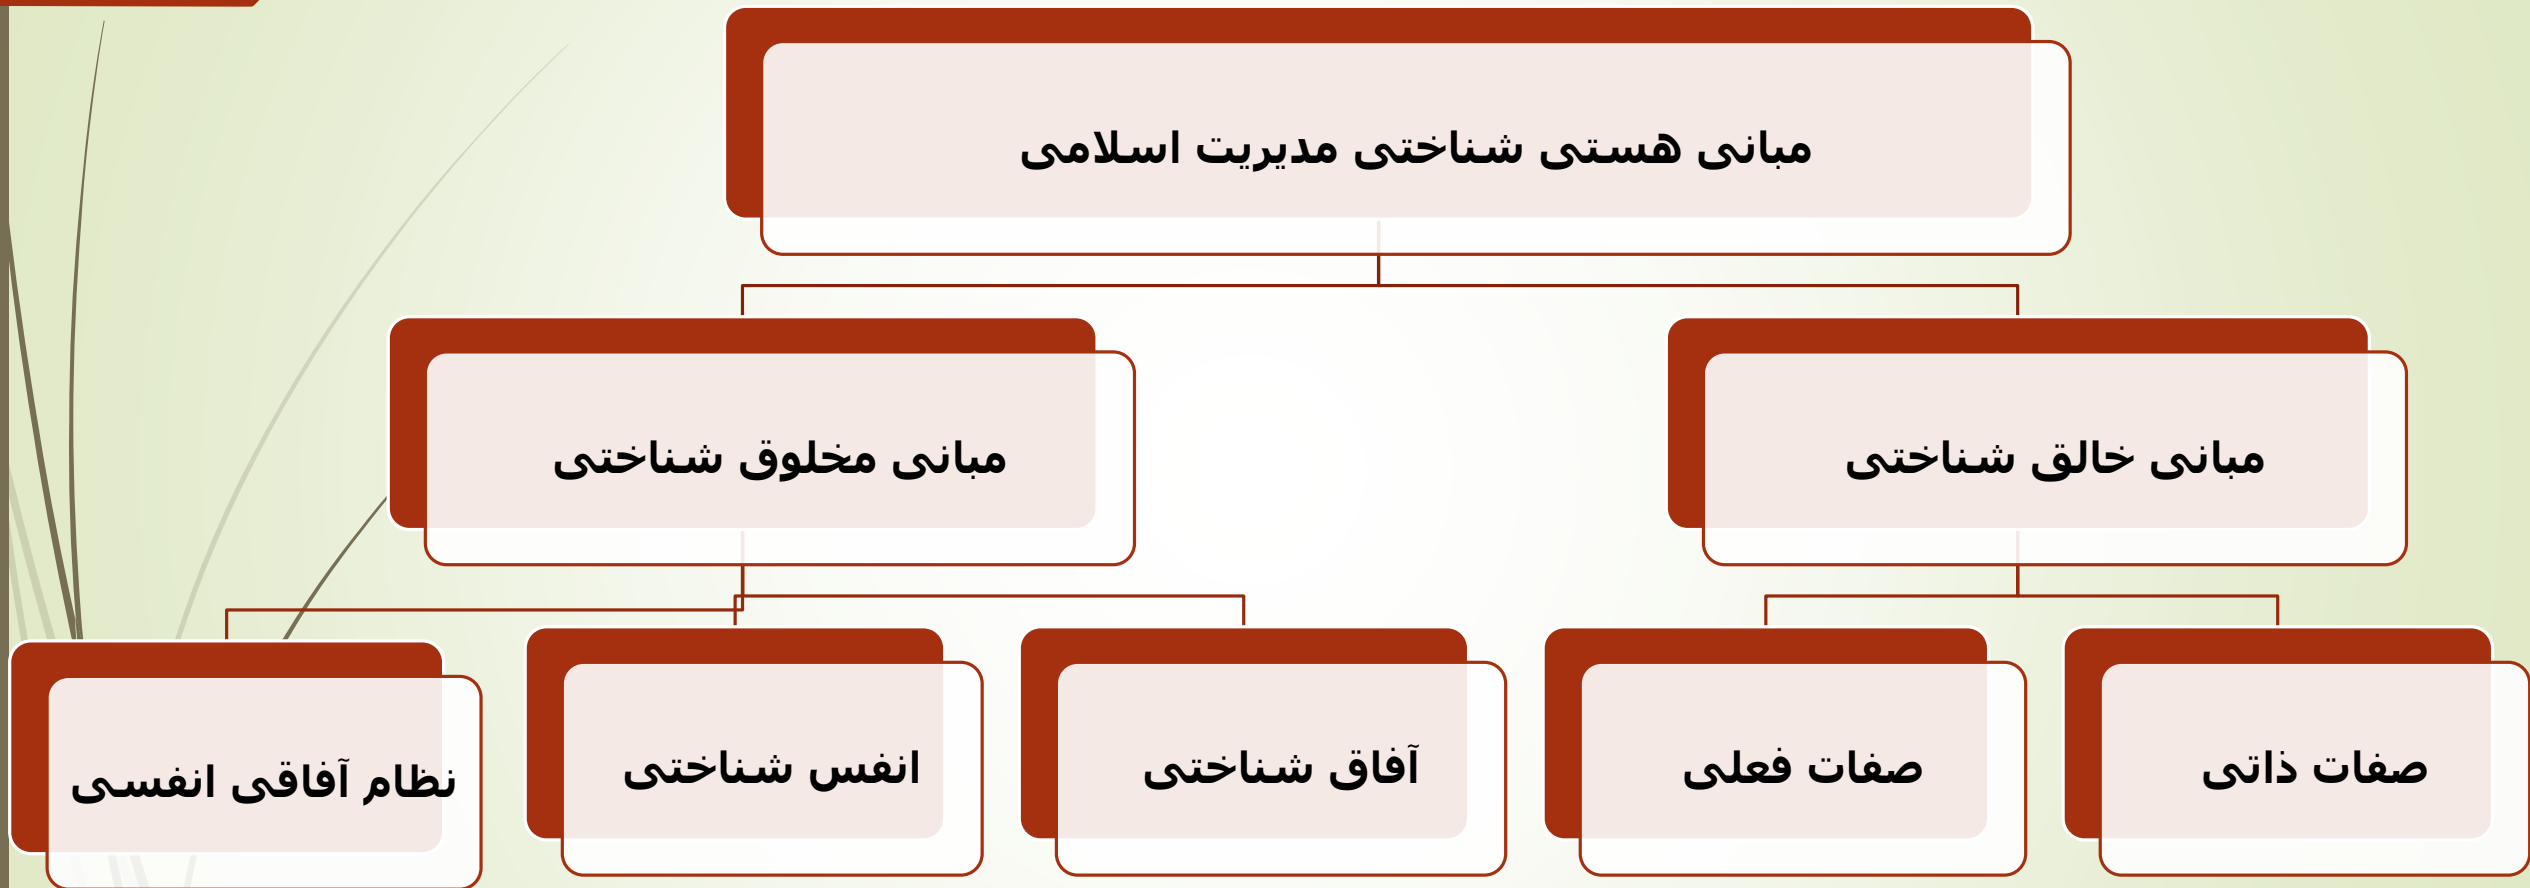 مبانی هستی شناختی مدیریت اسلامی
مبانی خالق شناختی
مبانی مخلوق شناختی
صفات ذاتی
صفات فعلی
آفاق شناختی
انفس شناختی
نظام آفاقی انفسی